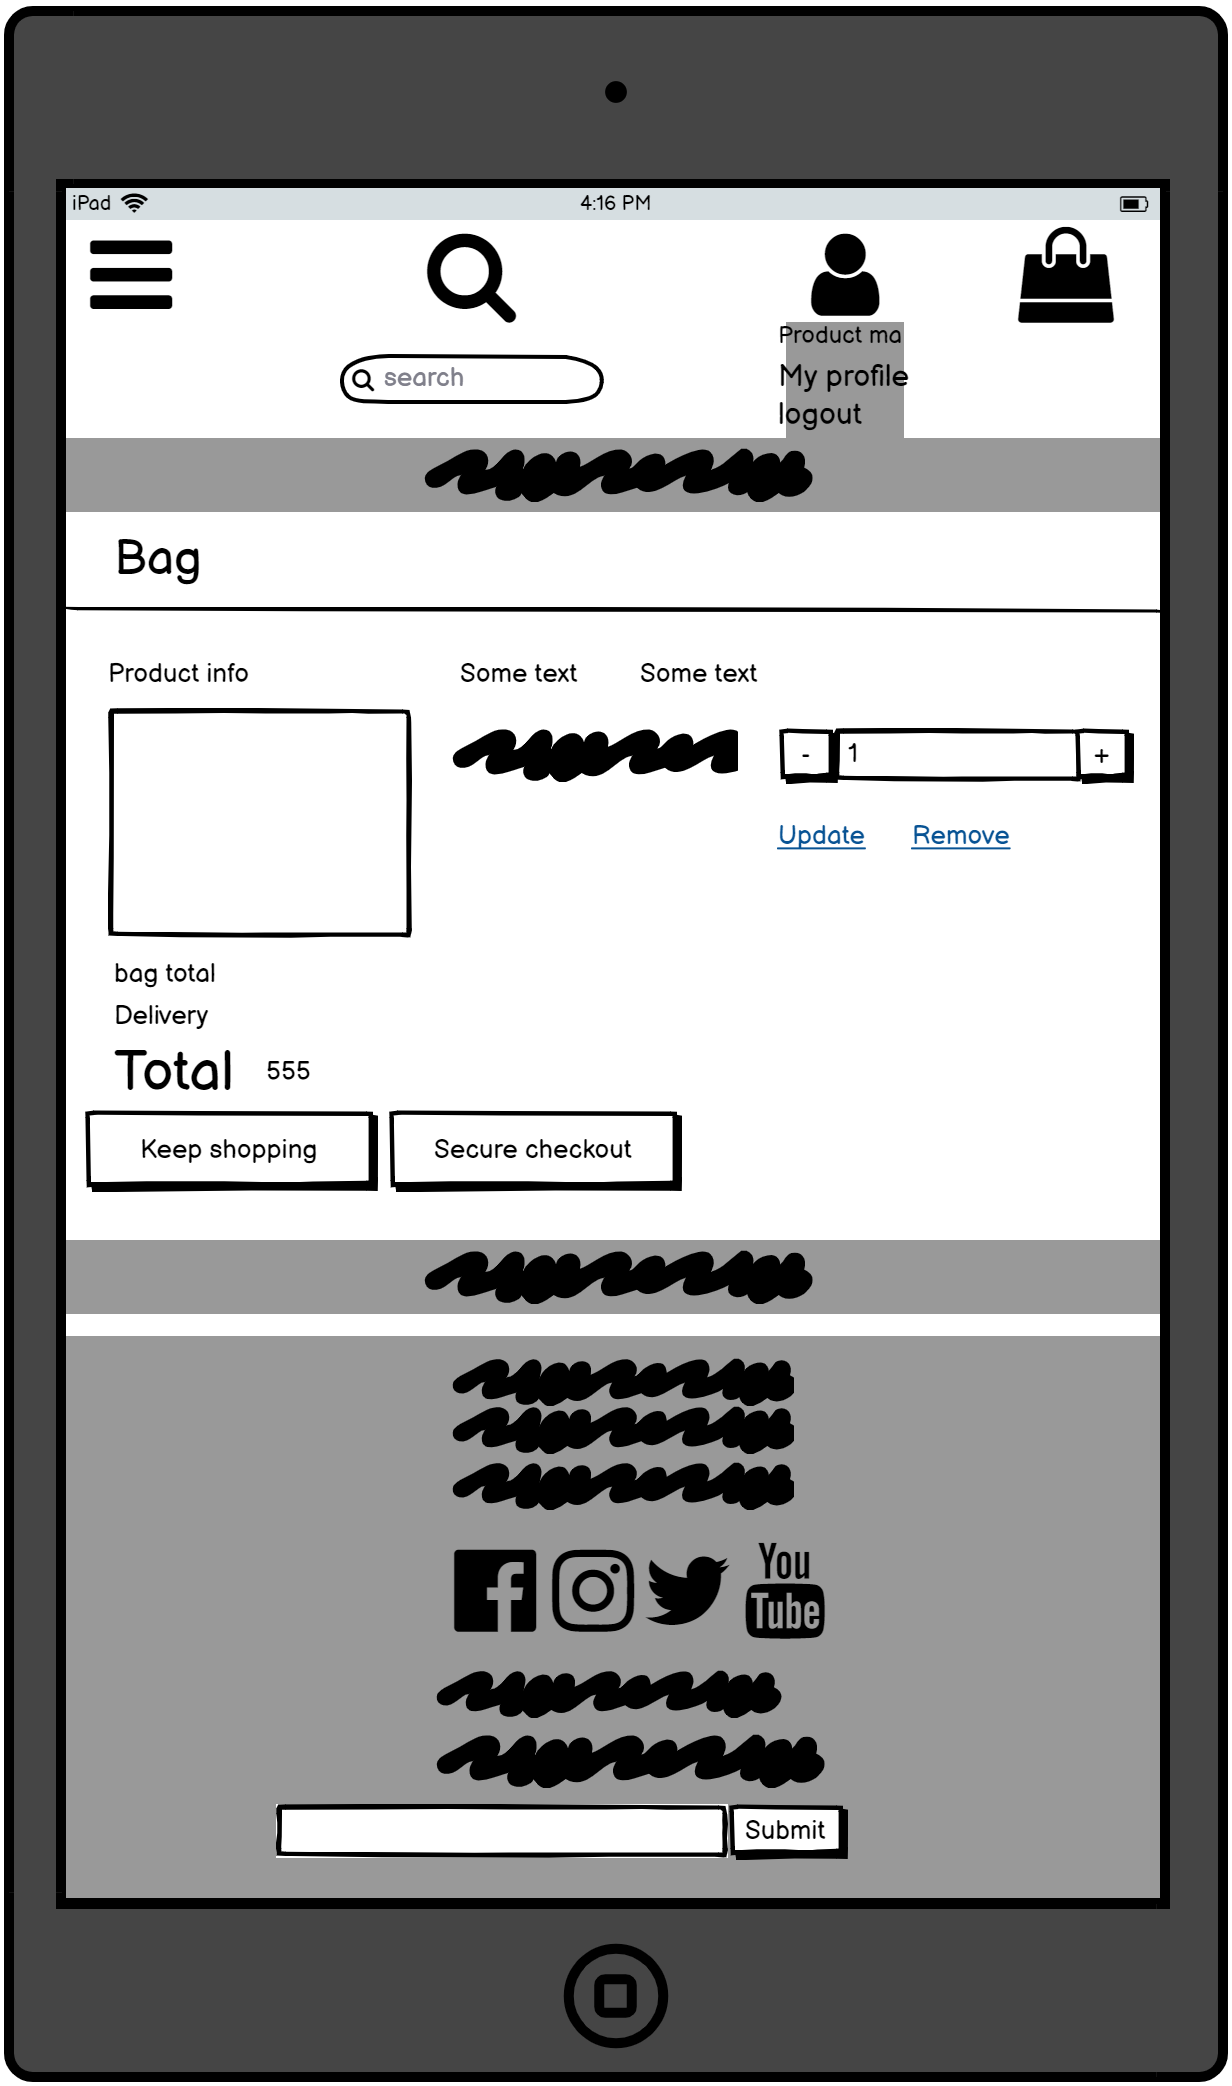 iPad 4:16 PM
search
Product ma
My profile
logout
Bag
Product info Some text Some text
- 1 +
Update Remove
bag total
Delivery
Total 555
Keep shopping Secure checkout
You
Tube
Submit